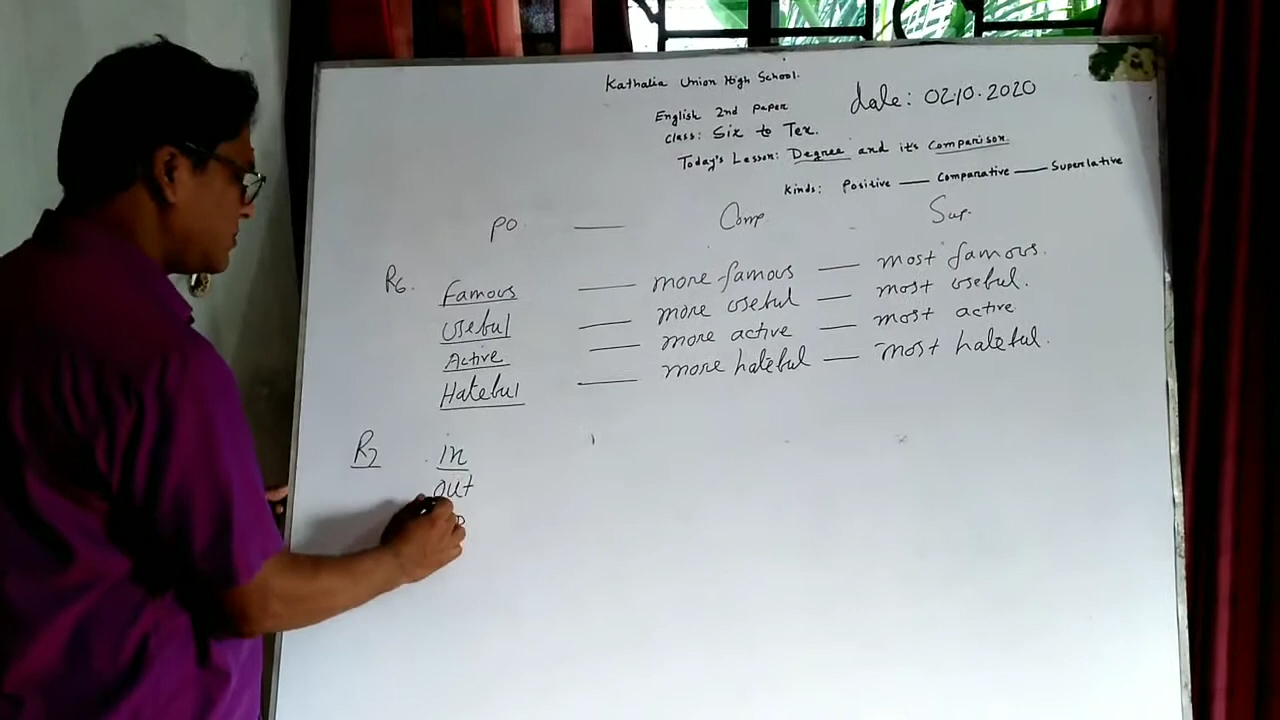 Kathalia Union High School.
English 2nd Paper
date: 02.10.2020
Class: Six to Ten.
Today's Lesson: Degree and it's comparison.
Kinds: Positive — Comparative — Superlative
PO — Comp — Sup.
R6. Famous — more famous — most famous.
Useful — more useful — most useful.
Active — more active — most active
Hateful — more hateful — most hateful.
R7 in
out